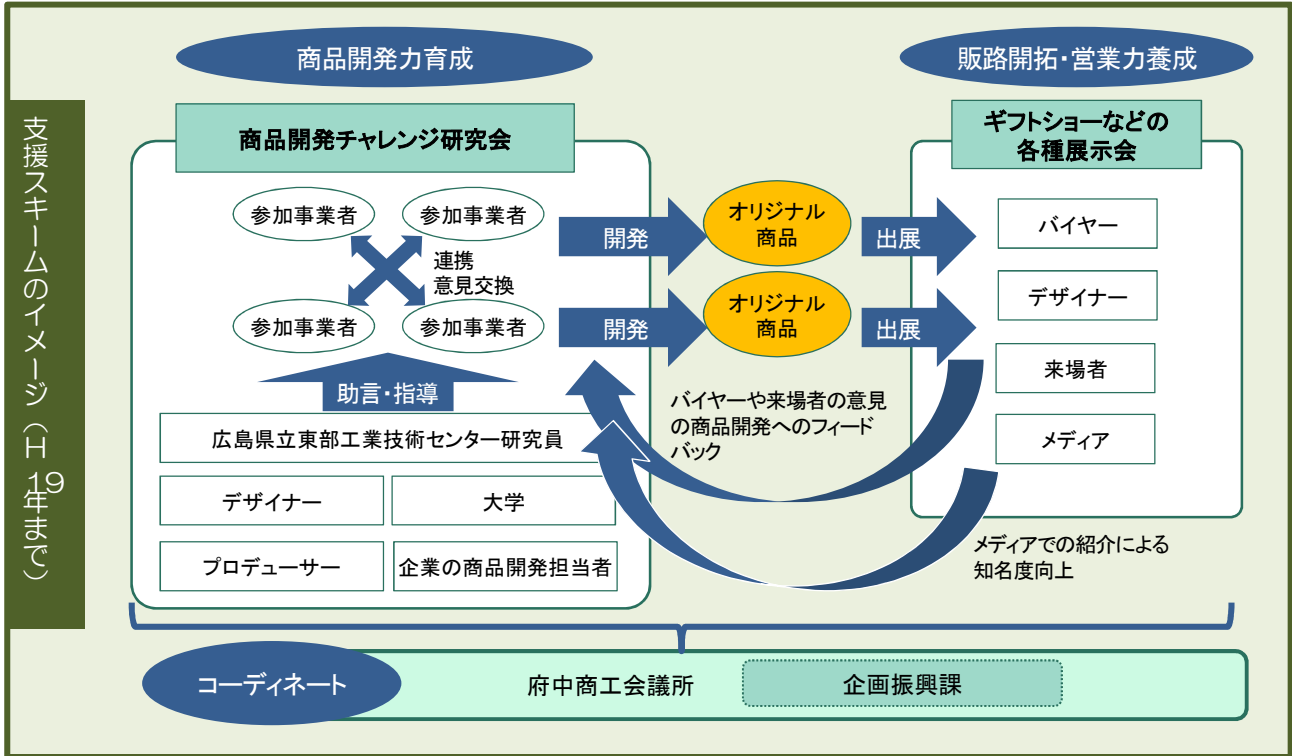 支援スキームのイメージ（H19年まで）
商品開発力育成
販路開拓・営業力養成
商品開発チャレンジ研究会
ギフトショーなどの
各種展示会
参加事業者
参加事業者
連携
意見交換
参加事業者
参加事業者
助言・指導
広島県立東部工業技術センター研究員
デザイナー
大学
プロデューサー
企業の商品開発担当者
開発
オリジナル
商品
出展
開発
オリジナル
商品
出展
バイヤー
デザイナー
来場者
メディア
バイヤーや来場者の意見
の商品開発へのフィード
バック
メディアでの紹介による
知名度向上
コーディネート
府中商工会議所
企画振興課